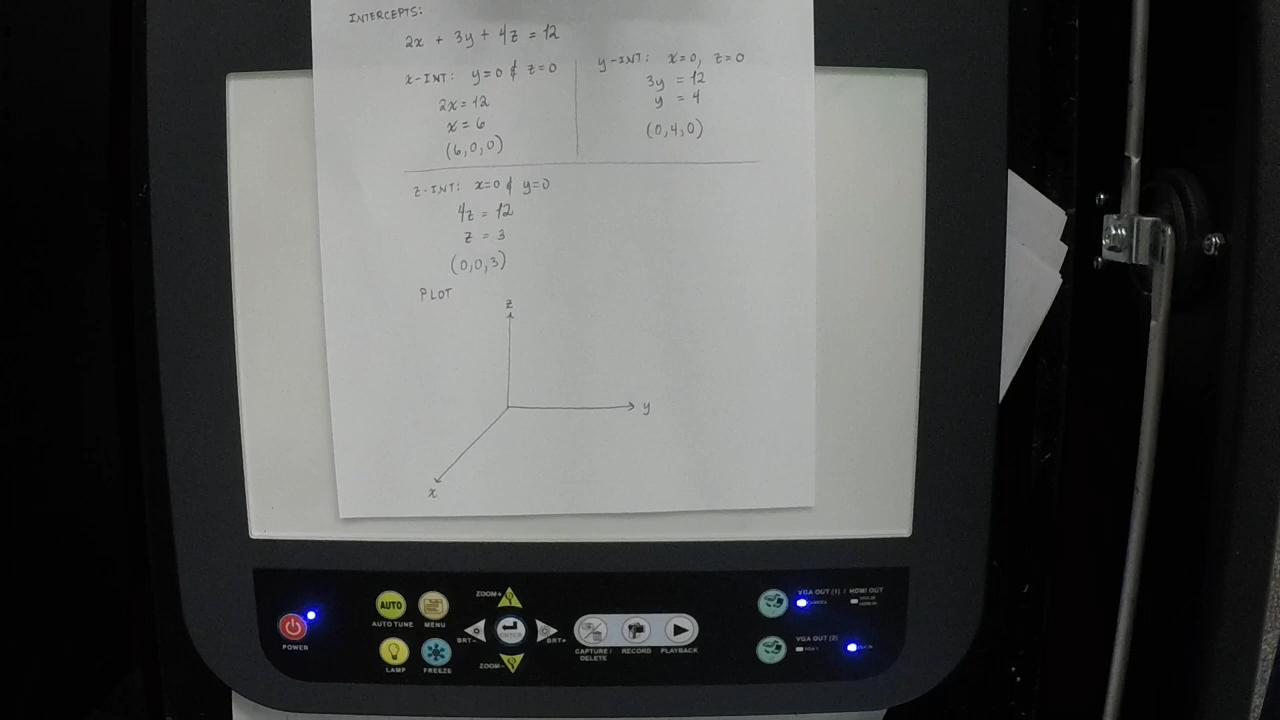 INTERCEPTS:
2x + 3y + 4z = 12
x-INT: y=0 & z=0
2x = 12
x = 6
(6,0,0)
y-INT: x=0, z=0
3y = 12
y = 4
(0,4,0)
z-INT: x=0 & y=0
4z = 12
z = 3
(0,0,3)
PLOT
z
y
x
POWER
AUTO
AUTO TUNE
MENU
LAMP
FREEZE
ZOOM+
BRT-
ENTER
BRT+
ZOOM-
CAPTURE /
DELETE
RECORD
PLAYBACK
VGA OUT (1) / HDMI OUT
CAMERA
VGA OUT (2)